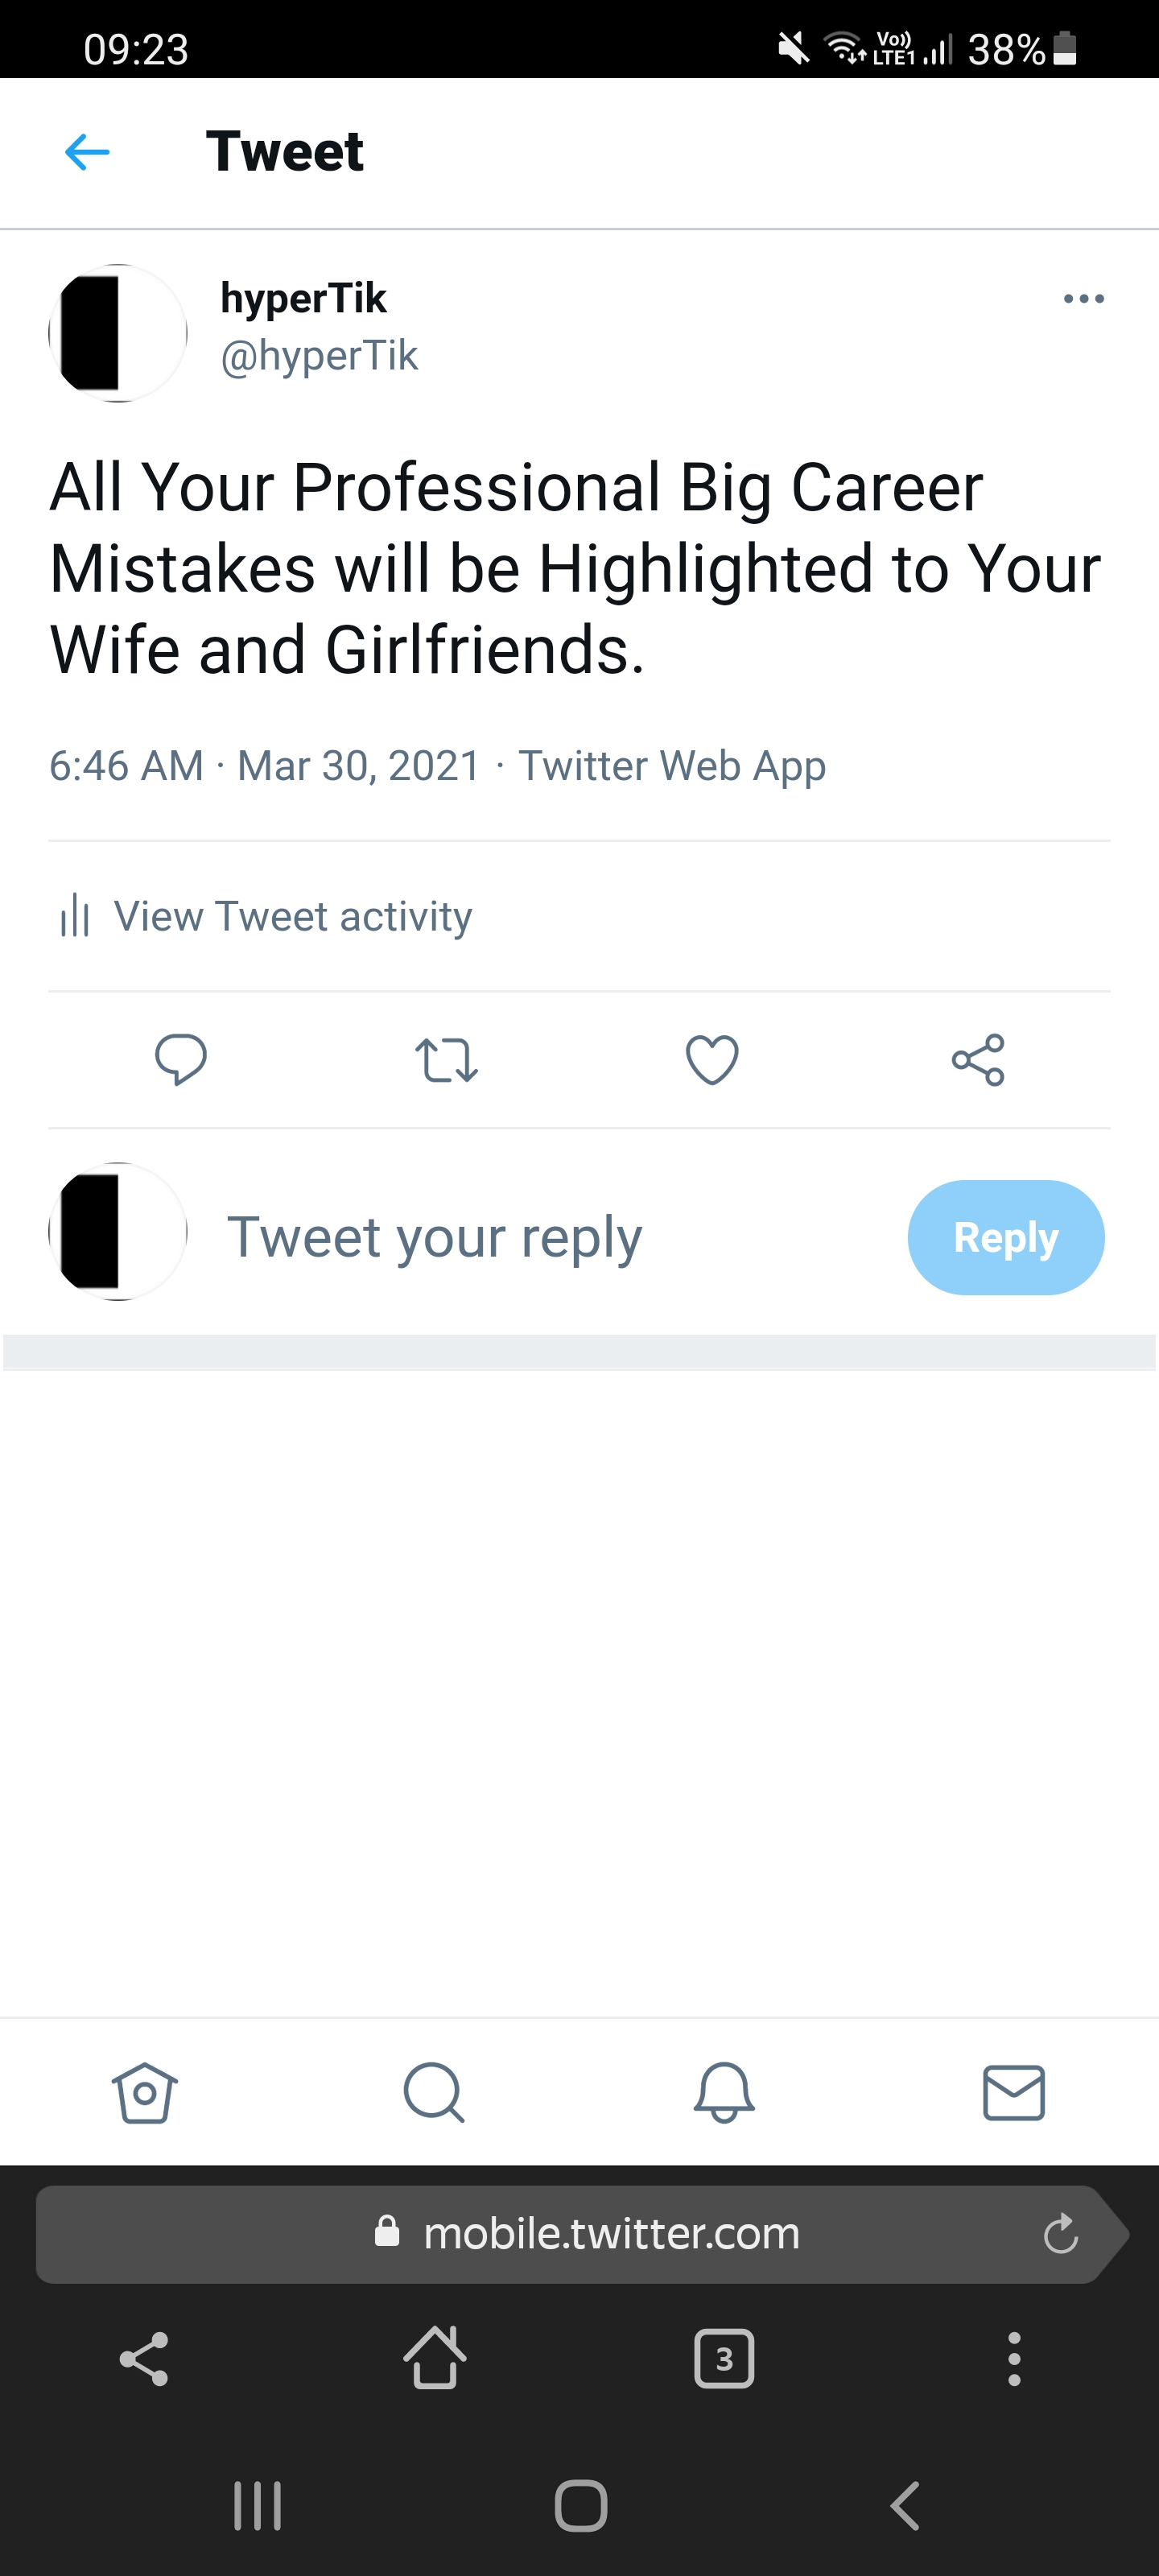 09:23 Vo)) LTE1 38%
Tweet
hyperTik
@hyperTik
All Your Professional Big Career
Mistakes will be Highlighted to Your
Wife and Girlfriends.
6:46 AM · Mar 30, 2021 · Twitter Web App
View Tweet activity
Tweet your reply
Reply
mobile.twitter.com
3